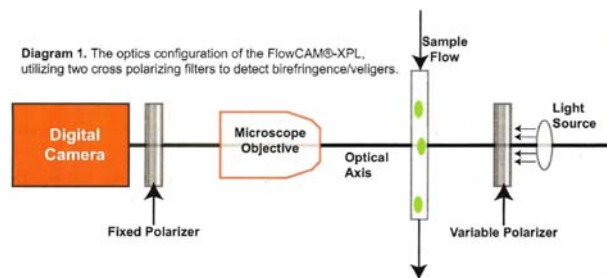 Diagram 1. The optics configuration of the FlowCAM®-XPL,
utilizing two cross polarizing filters to detect birefringence/veligers.
Sample
Flow
Light
Source
Digital
Camera
Microscope
Objective
Optical
Axis
Fixed Polarizer
Variable Polarizer